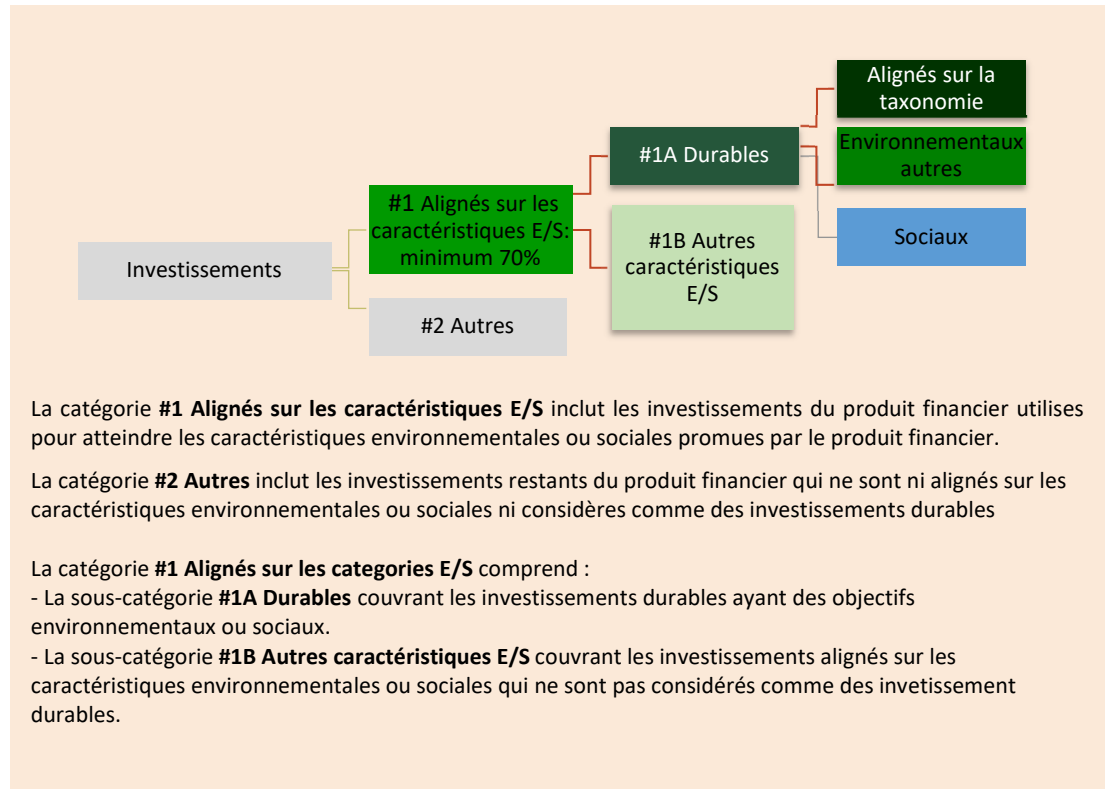 Alignés sur la
taxonomie
#1A Durables
Environnementaux
autres
#1 Alignés sur les
caractéristiques E/S:
minimum 70%
#1B Autres
caractéristiques
E/S
Sociaux
Investissements
#2 Autres
La catégorie #1 Alignés sur les caractéristiques E/S inclut les investissements du produit financier utilises
pour atteindre les caractéristiques environnementales ou sociales promues par le produit financier.
La catégorie #2 Autres inclut les investissements restants du produit financier qui ne sont ni alignés sur les
caractéristiques environnementales ou sociales ni considères comme des investissements durables
La catégorie #1 Alignés sur les categories E/S comprend :
- La sous-catégorie #1A Durables couvrant les investissements durables ayant des objectifs
environnementaux ou sociaux.
- La sous-catégorie #1B Autres caractéristiques E/S couvrant les investissements alignés sur les
caractéristiques environnementales ou sociales qui ne sont pas considérés comme des invetissement
durables.